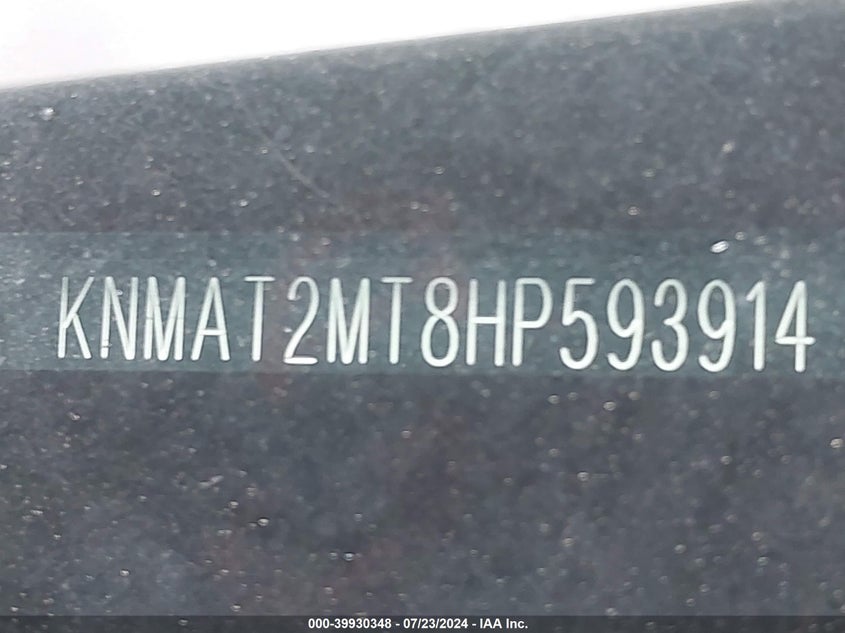 KNMAT2MT8HP593914
000-39930348 - 07/23/2024 - IAA Inc.